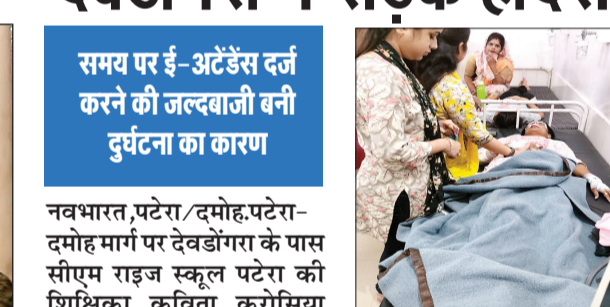 समय पर ई-अटेंडेंस दर्ज
करने की जल्दबाजी बनी
दुर्घटना का कारण
नवभारत,पटेरा/दमोह.पटेरा-
दमोह मार्ग पर देवडोंगरा के पास
सीएम राइज स्कूल पटेरा की
शिक्षिका कविता